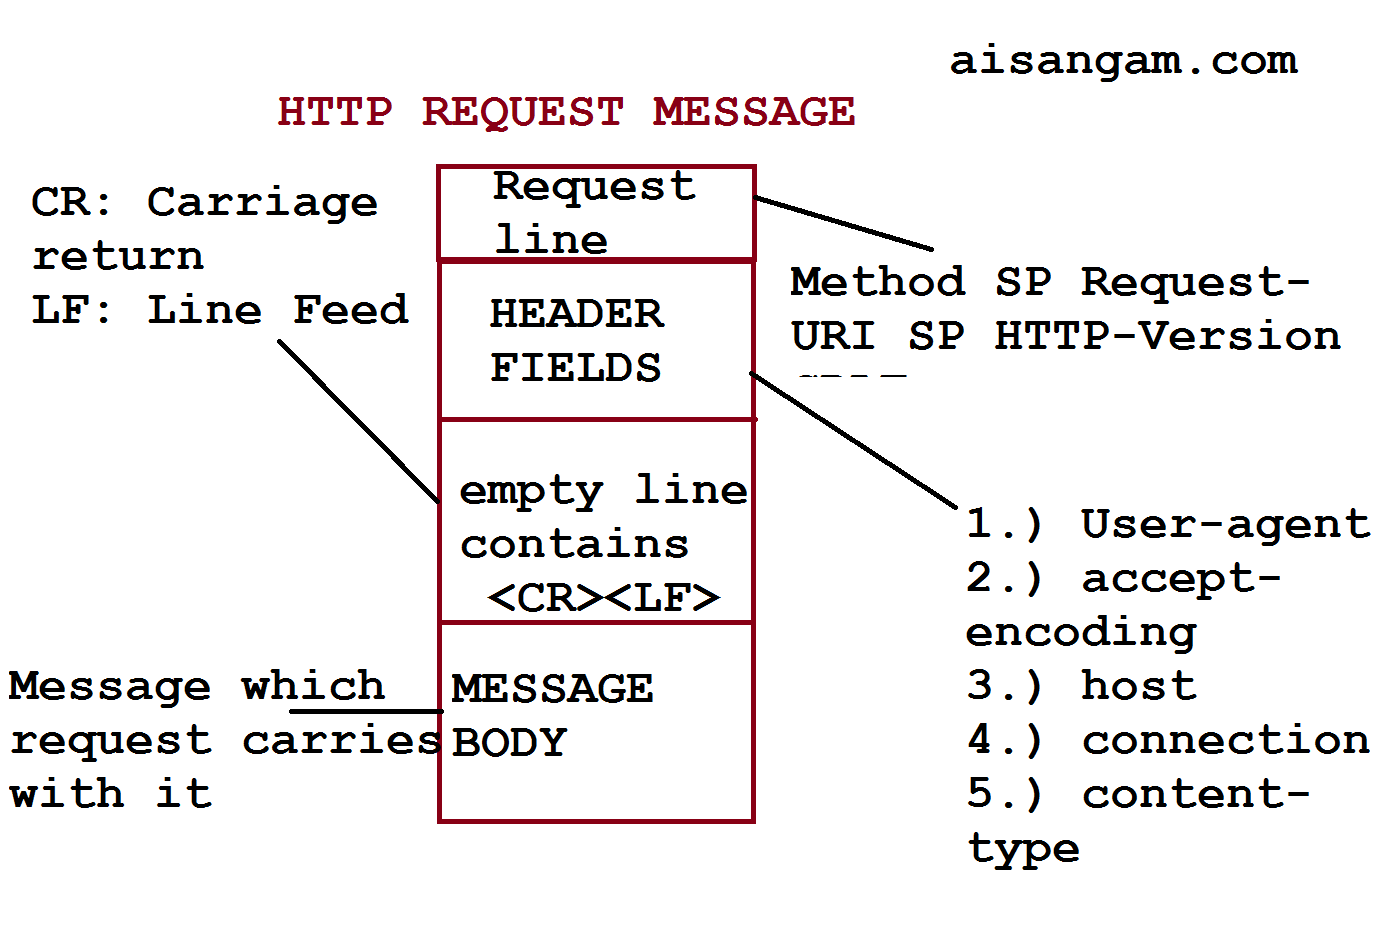 aisangam.com
HTTP REQUEST MESSAGE
CR: Carriage
return
LF: Line Feed
Request
line
Method SP Request-
URI SP HTTP-Version
HEADER
FIELDS
empty line
contains
<CR><LF>
1.) User-agent
2.) accept-
encoding
3.) host
4.) connection
5.) content-
type
Message which
request carries
with it
MESSAGE
BODY